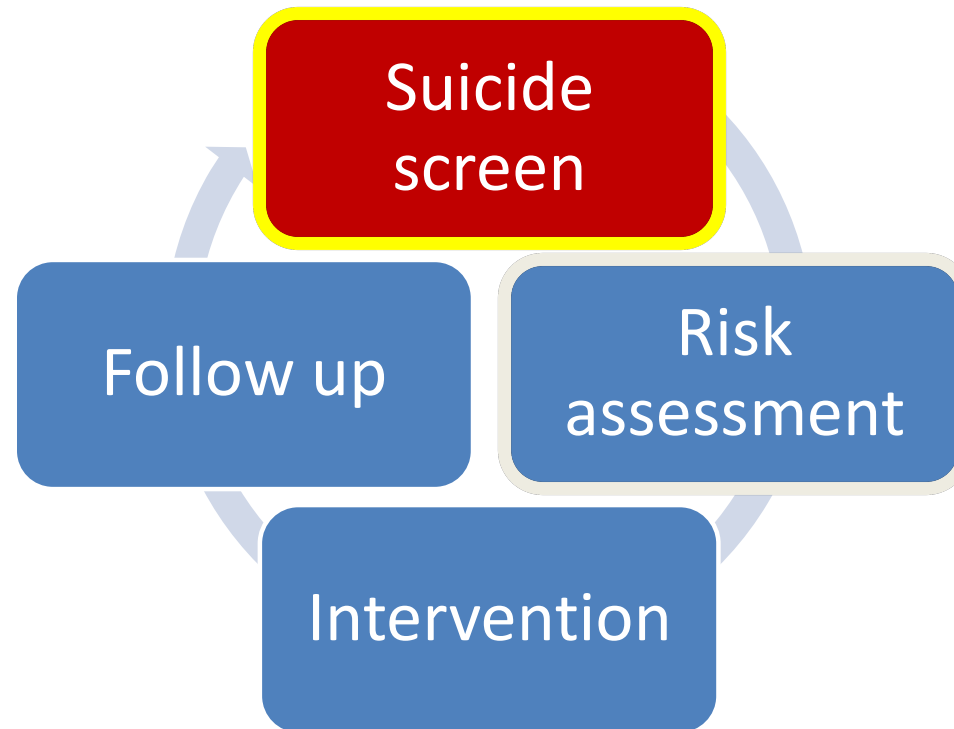 Suicide
screen
Risk
assessment
Intervention
Follow up